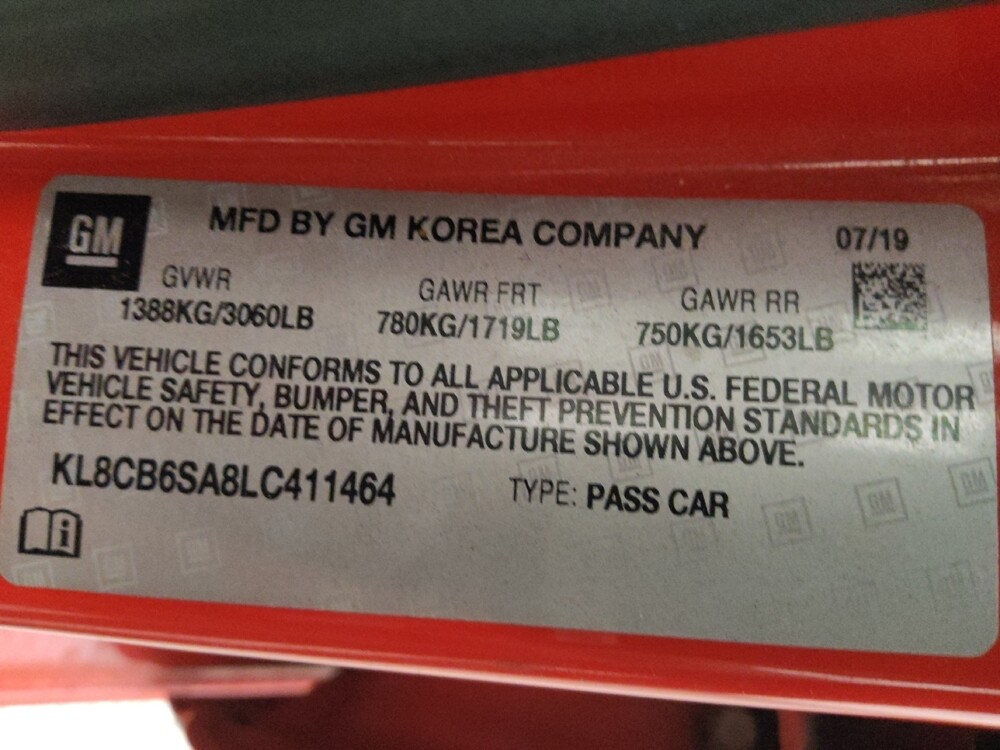 GM
MFD BY GM KOREA COMPANY
07/19
GVWR
1388KG/3060LB
GAWR FRT
780KG/1719LB
GAWR RR
750KG/1653LB
THIS VEHICLE CONFORMS TO ALL APPLICABLE U.S. FEDERAL MOTOR
VEHICLE SAFETY, BUMPER, AND THEFT PREVENTION STANDARDS IN
EFFECT ON THE DATE OF MANUFACTURE SHOWN ABOVE.
KL8CB6SA8LC411464
TYPE: PASS CAR